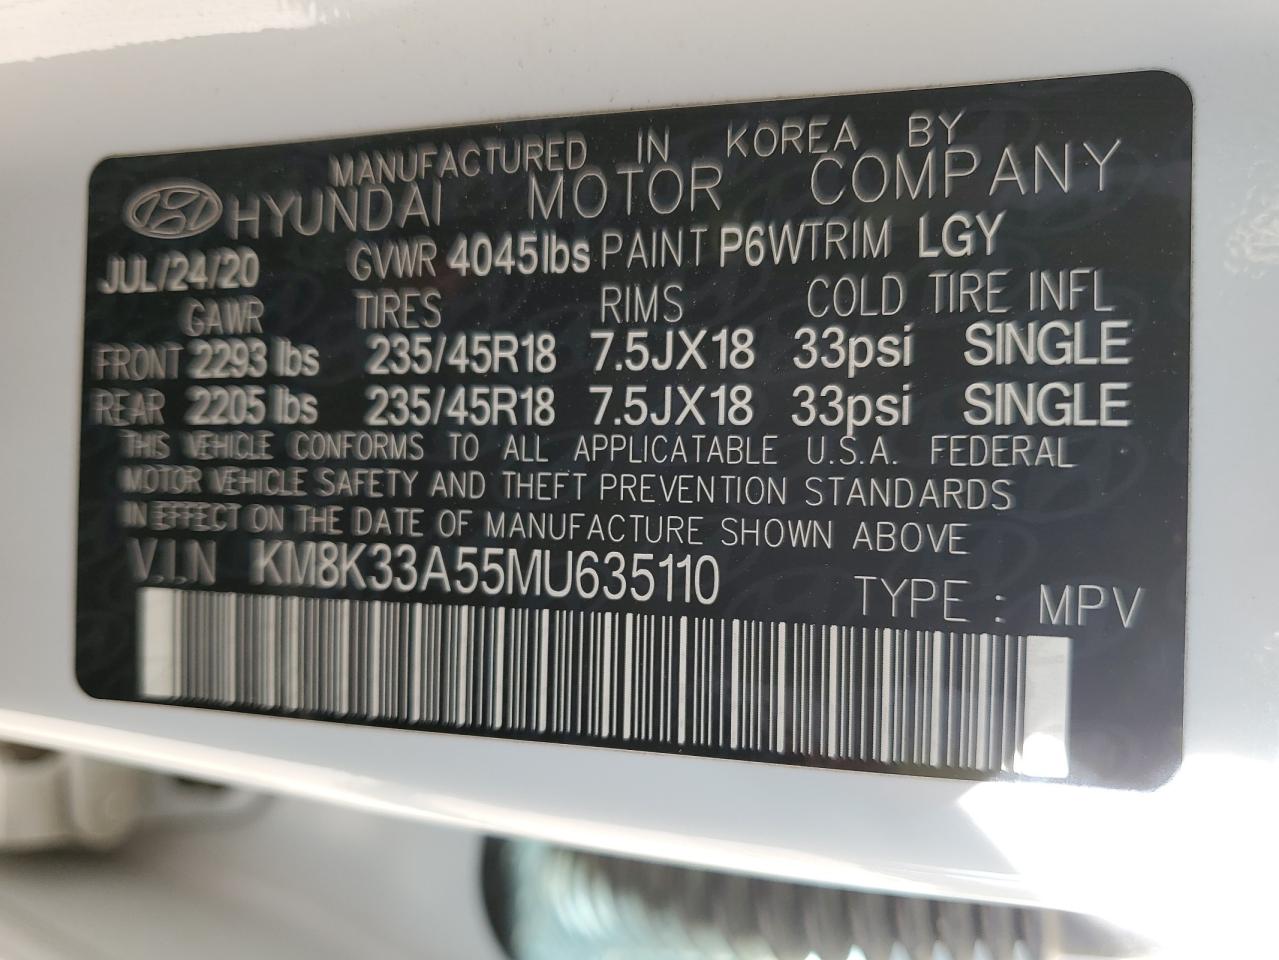 MANUFACTURED IN KOREA BY
HYUNDAI MOTOR COMPANY
JUL/24/20 GVWR 4045lbs PAINT P6W TRIM LGY
GAWR TIRES RIMS COLD TIRE INFL
FRONT 2293 lbs 235/45R18 7.5JX18 33psi SINGLE
REAR 2205 lbs 235/45R18 7.5JX18 33psi SINGLE
THIS VEHICLE CONFORMS TO ALL APPLICATABLE U.S.A. FEDERAL
MOTOR VEHICLE SAFETY AND THEFT PREVENTION STANDARDS
IN EFFECT ON THE DATE OF MANUFACTURE SHOWN ABOVE
V.I.N KM8K33A55MU635110 TYPE : MPV